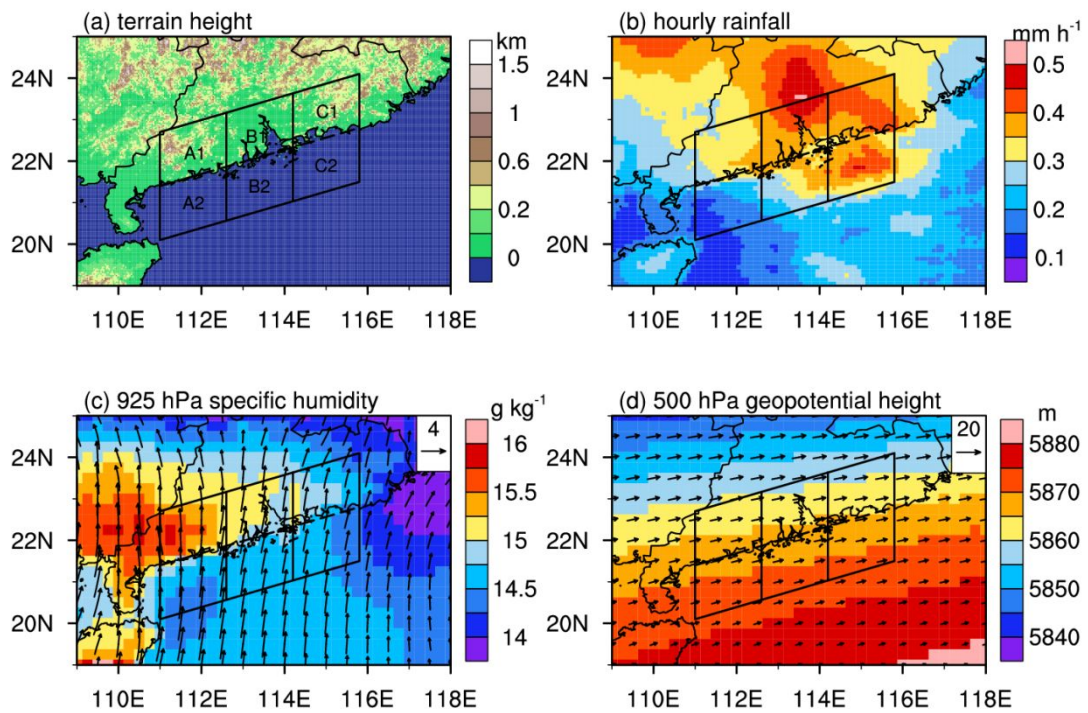 (a) terrain height
km
1.5
1
0.6
0.2
0
24N
22N
20N
A1
B1
C1
A2
B2
C2
110E 112E 114E 116E 118E
(b) hourly rainfall
mm h-1
0.5
0.4
0.3
0.2
0.1
24N
22N
20N
110E 112E 114E 116E 118E
(c) 925 hPa specific humidity
g kg-1
4
16
15.5
15
14.5
14
24N
22N
20N
110E 112E 114E 116E 118E
(d) 500 hPa geopotential height
m
20
5880
5870
5860
5850
5840
24N
22N
20N
110E 112E 114E 116E 118E